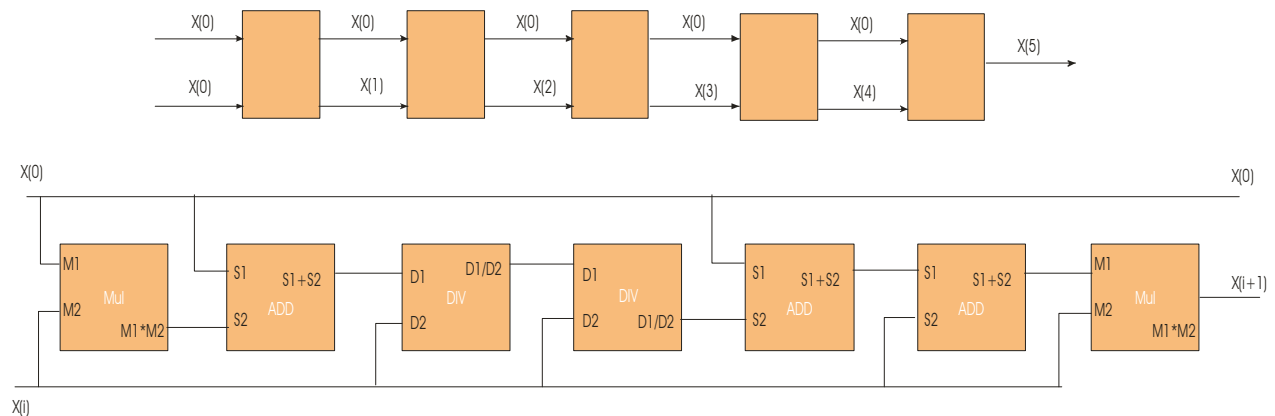 X(0) X(0) X(0) X(0) X(0)
X(5)
X(0) X(1) X(2) X(3) X(4)
X(0) X(0)
M1 M2 Mul M1*M2
S1 S1+S2 ADD S2
D1 D1/D2 DIV D2
D1 DIV D2 D1/D2
S1 S1+S2 ADD S2
S1 S1+S2 ADD S2
M1 M2 Mul M1*M2
X(i+1)
X(i)